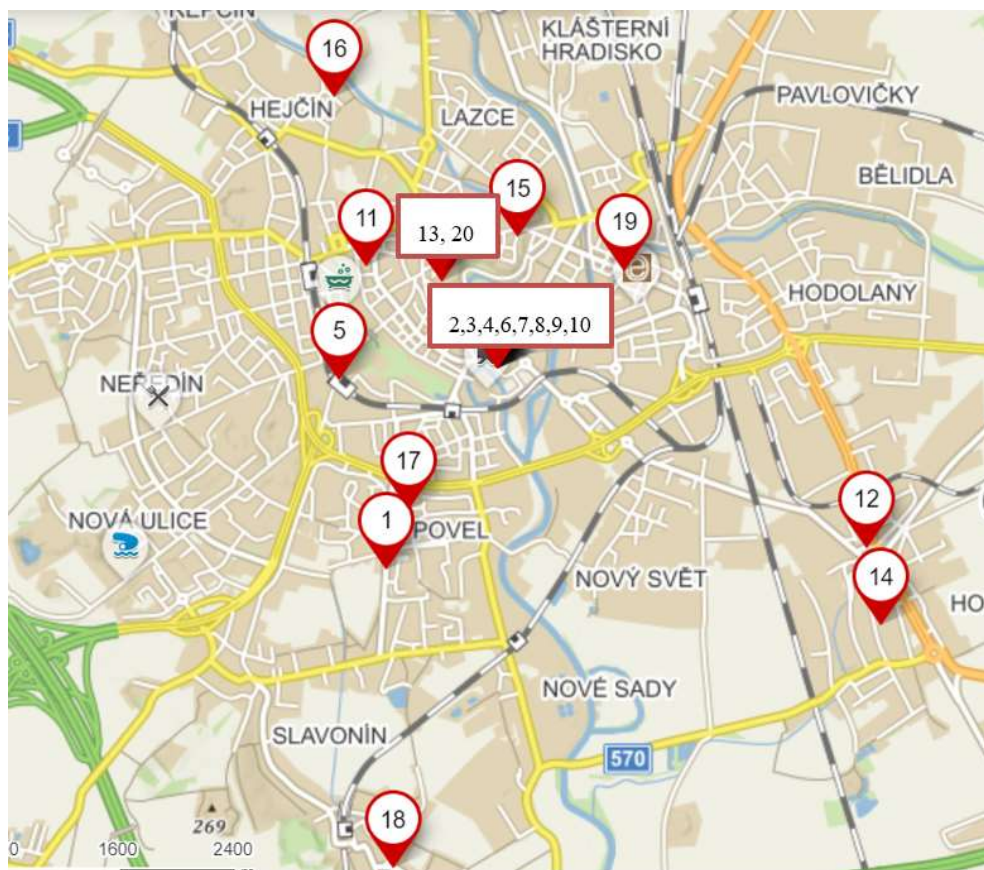 ŘEPČÍN
KLÁŠTERNÍ
HRADISKO
16
PAVLOVIČKY
HEJČÍN
LAZCE
BĚLIDLA
15
11
13, 20
19
HODOLANY
2,3,4,6,7,8,9,10
5
NEŘEDÍN
17
12
NOVÁ ULICE
1
POVEL
NOVÝ SVĚT
14
HO
NOVÉ SADY
SLAVONÍN
570
269
18
0 1600 2400